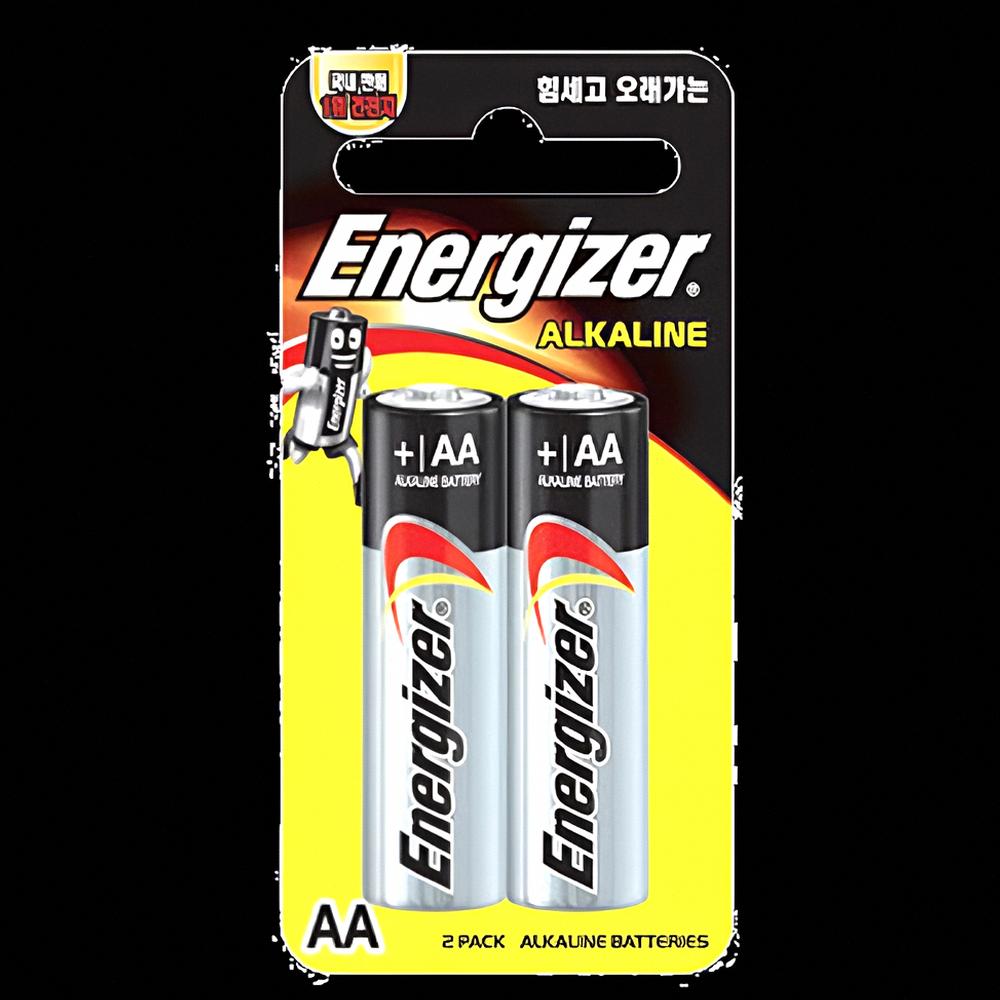 힘세고 오래가는
Energizer®
ALKALINE
Energizer
+ AA
ALKALINE BATTERY
+ AA
ALKALINE BATTERY
Energizer®
Energizer®
AA
2 PACK ALKALINE BATTERIES